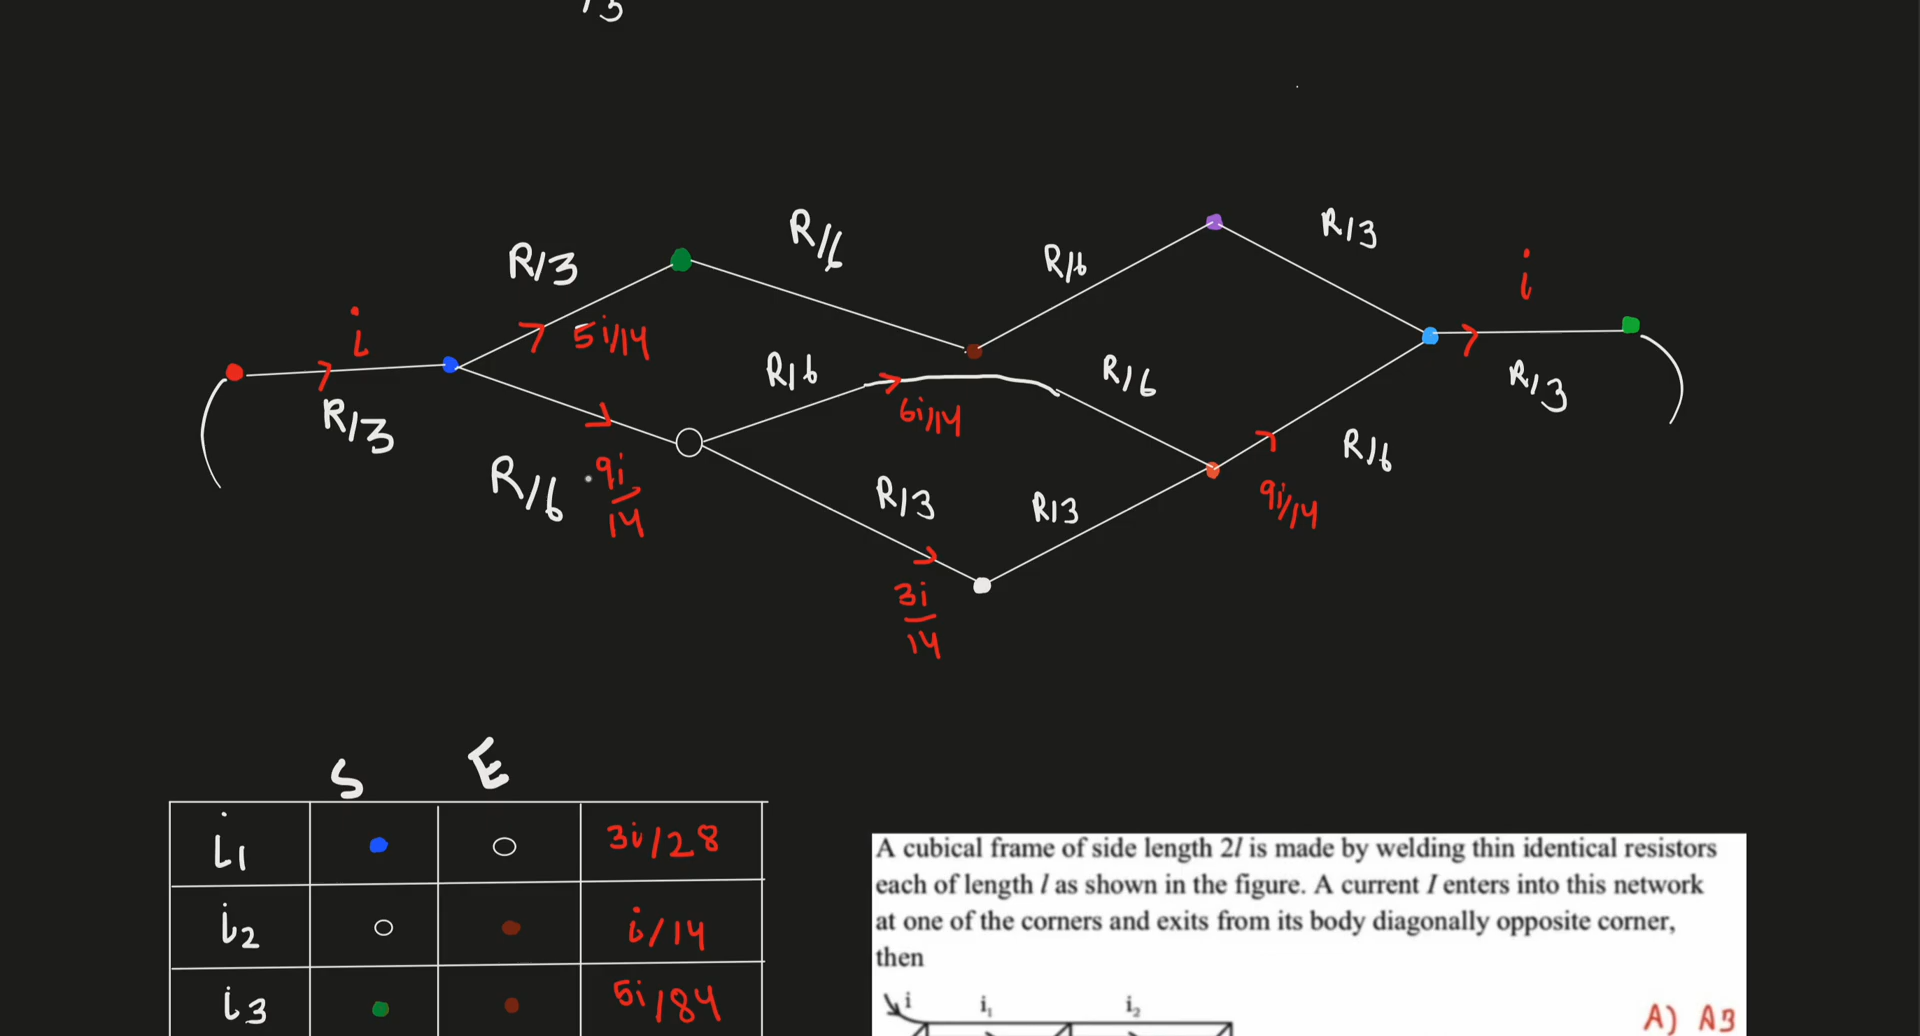 3
R/3
R/6
R/6
R/3
i
5i/14
R/3
R/6
9i
14
R/6
6i/14
R/6
R/3
R/3
3i
14
9i/14
R/6
i
R/3
S E
i1 3i/28
i2 i/14
i3 5i/84
A cubical frame of side length 2l is made by welding thin identical resistors
each of length l as shown in the figure. A current I enters into this network
at one of the corners and exits from its body diagonally opposite corner,
then
i i1 i2
A) AB